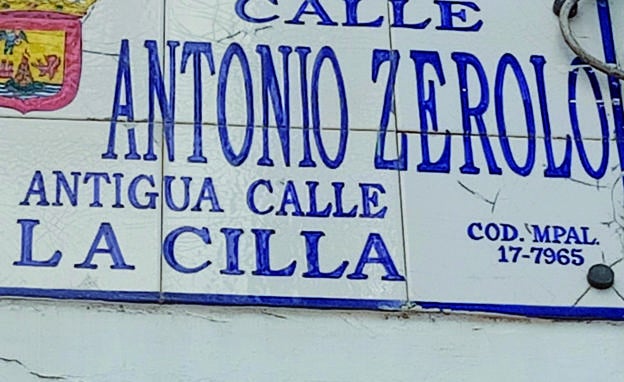 CALLE
ANTONIO ZEROLO
ANTIGUA CALLE
LA CILLA
COD. MPAL.
17-7965